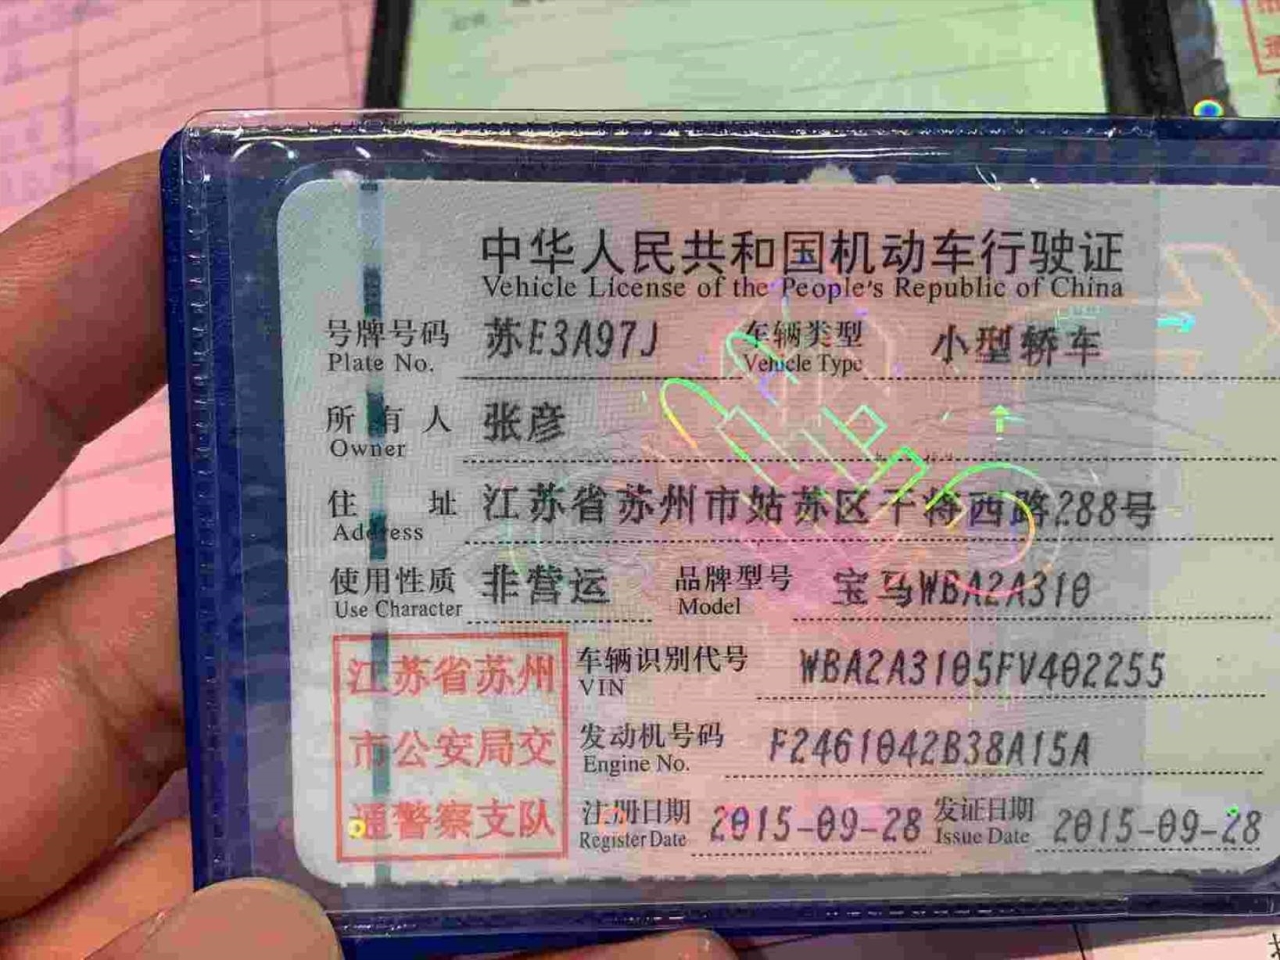 中华人民共和国机动车行驶证
Vehicle License of the People's Republic of China
号牌号码 苏E3A97J 车辆类型 小型轿车
Plate No. Vehicle Type
所有人 张彦
Owner
住址 江苏省苏州市姑苏区干将西路288号
Address
使用性质 非营运 品牌型号 宝马WBA2A310
Use Character Model
江苏省苏州
市公安局交
通警察支队
车辆识别代号 WBA2A3105FV402255
VIN
发动机号码 F2461042B38A15A
Engine No.
注册日期 2015-09-28 发证日期 2015-09-28
Register Date Issue Date